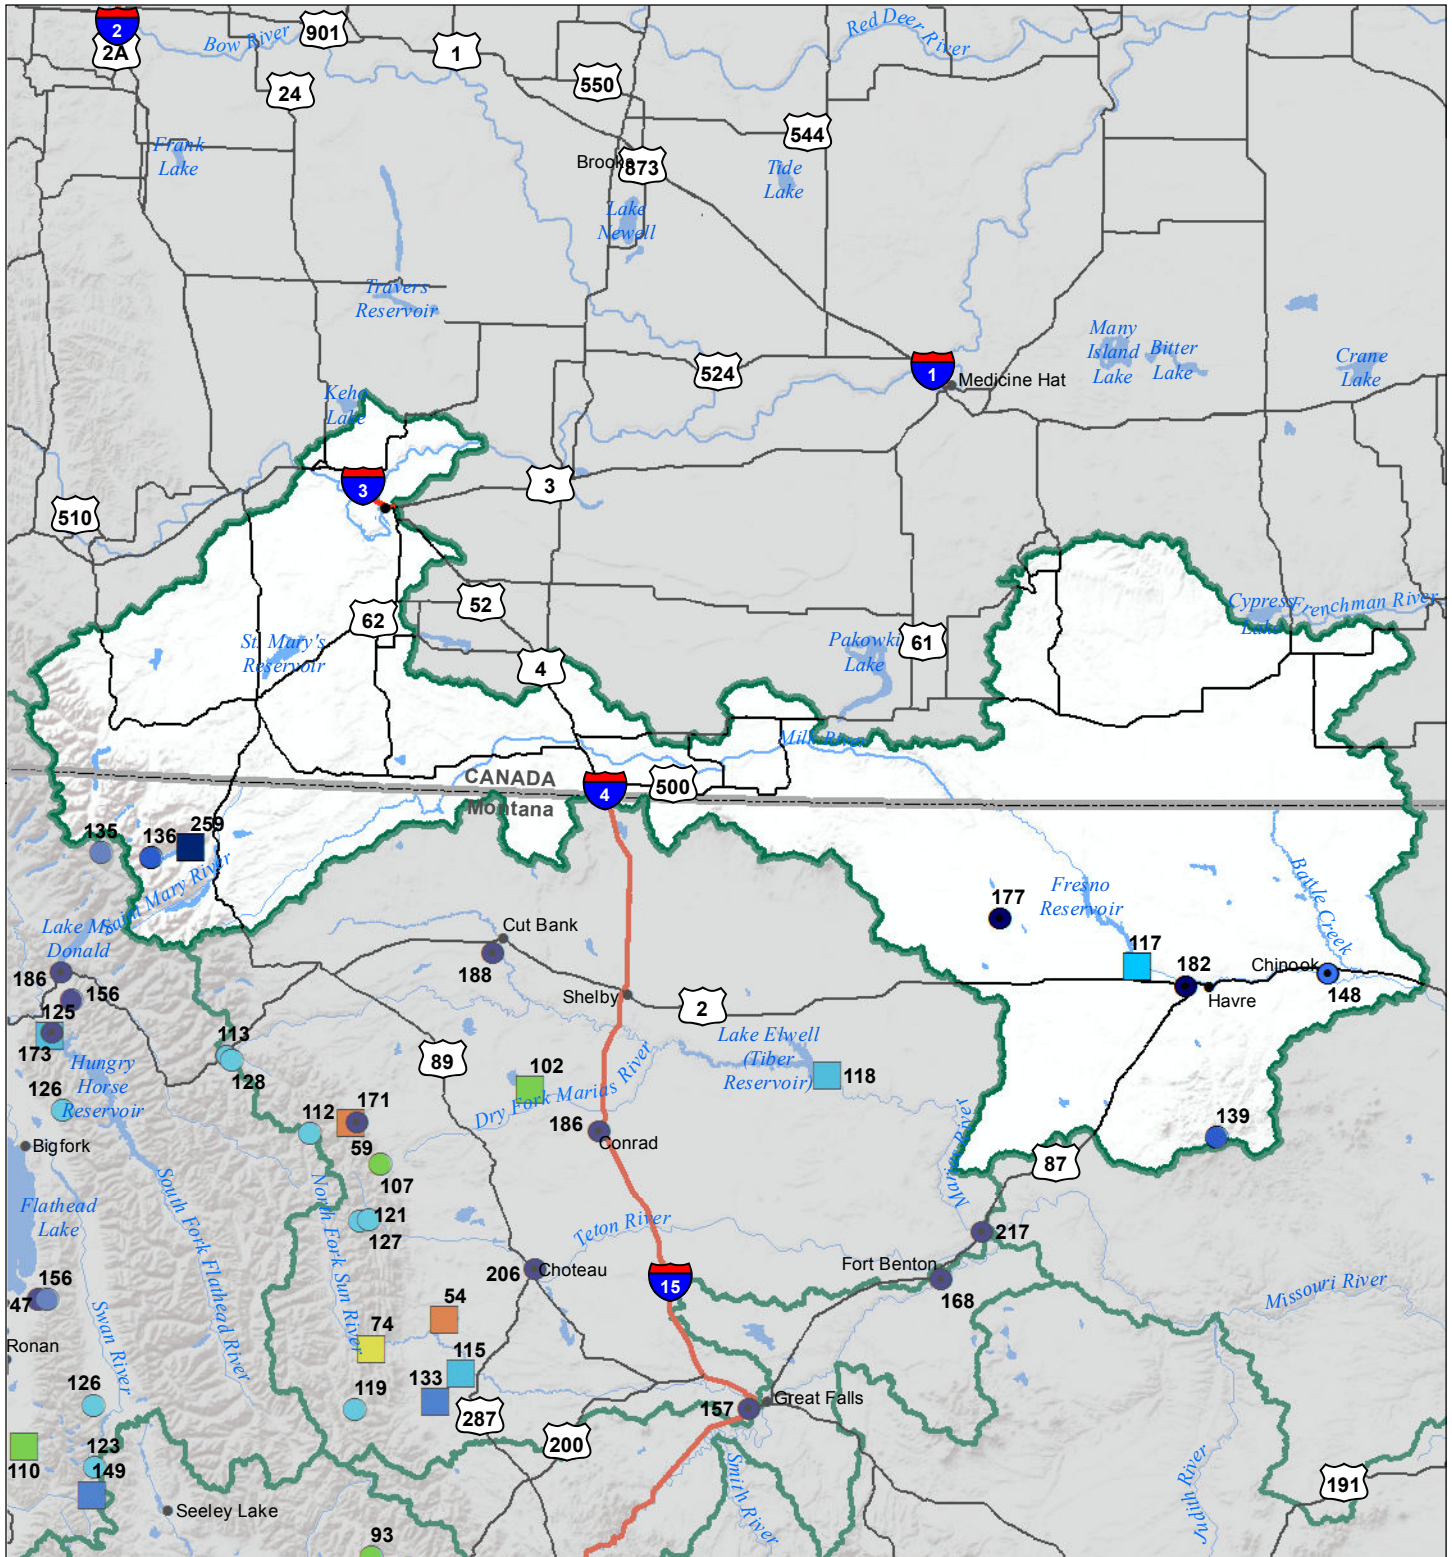 2
2A
Bow River
901
1
Red Deer River
24
550
544
Frank
Lake
Brooks
873
Tide
Lake
Lake
Newell
Travers
Reservoir
524
1
Medicine Hat
Many
Island
Lake
Bitter
Lake
Crane
Lake
Keho
Lake
3
3
510
52
62
St. Mary's
Reservoir
4
Pakowki
Lake
61
Cypress
Lake
Frenchman River
Milk River
CANADA
Montana
4
500
135
136
259
Saint Mary River
Lake Mc
Donald
177
Fresno
Reservoir
Battle Creek
117
182
Havre
Chinook
148
Cut Bank
188
186
156
125
173
Shelby
2
Hungry
Horse
Reservoir
113
128
89
Lake Elwell
(Tiber
Reservoir)
118
102
Dry Fork Marias River
126
112
171
59
186
Conrad
139
Bigfork
107
87
Marias River
Flathead
Lake
South Fork Flathead River
North Fork Sun River
121
127
Teton River
217
206
Choteau
15
Fort Benton
168
Missouri River
47
156
Swan River
54
74
Ronan
115
133
126
119
287
157
Great Falls
200
123
110
149
Smith River
Judith River
191
Seeley Lake
93